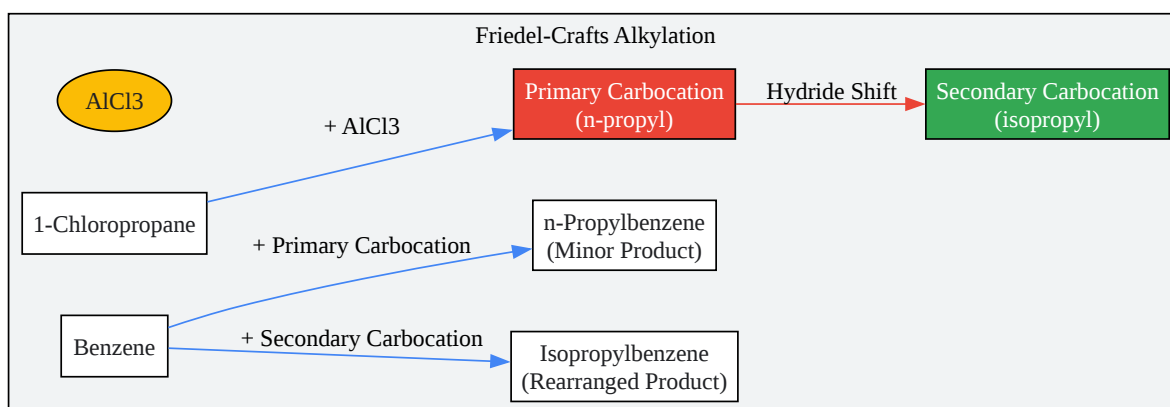 Friedel-Crafts Alkylation
AlCl3
+ AlCl3
Primary Carbocation
(n-propyl)
Hydride Shift
Secondary Carbocation
(isopropyl)
1-Chloropropane
+ Primary Carbocation
n-Propylbenzene
(Minor Product)
Benzene
+ Secondary Carbocation
Isopropylbenzene
(Rearranged Product)